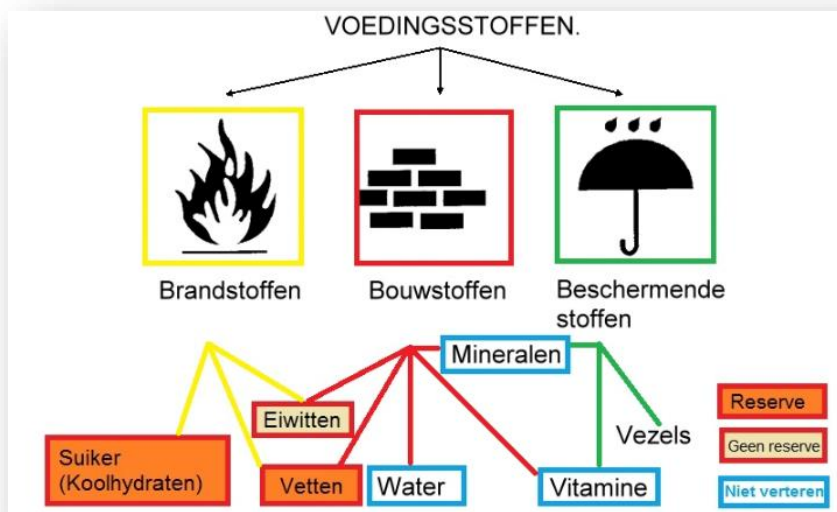 VOEDINGSSTOFFEN.
Brandstoffen
Bouwstoffen
Beschermende
stoffen
Mineralen
Eiwitten
Suiker
(Koolhydraten)
Vetten
Water
Vitamine
Vezels
Reserve
Geen reserve
Niet verteren